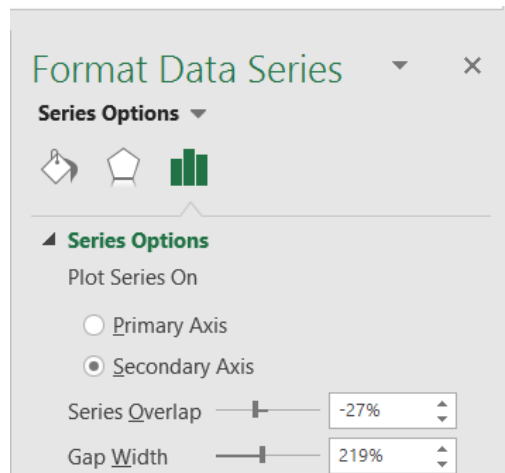 Format Data Series
Series Options
Series Options
Plot Series On
Primary Axis
Secondary Axis
Series Overlap -27%
Gap Width 219%